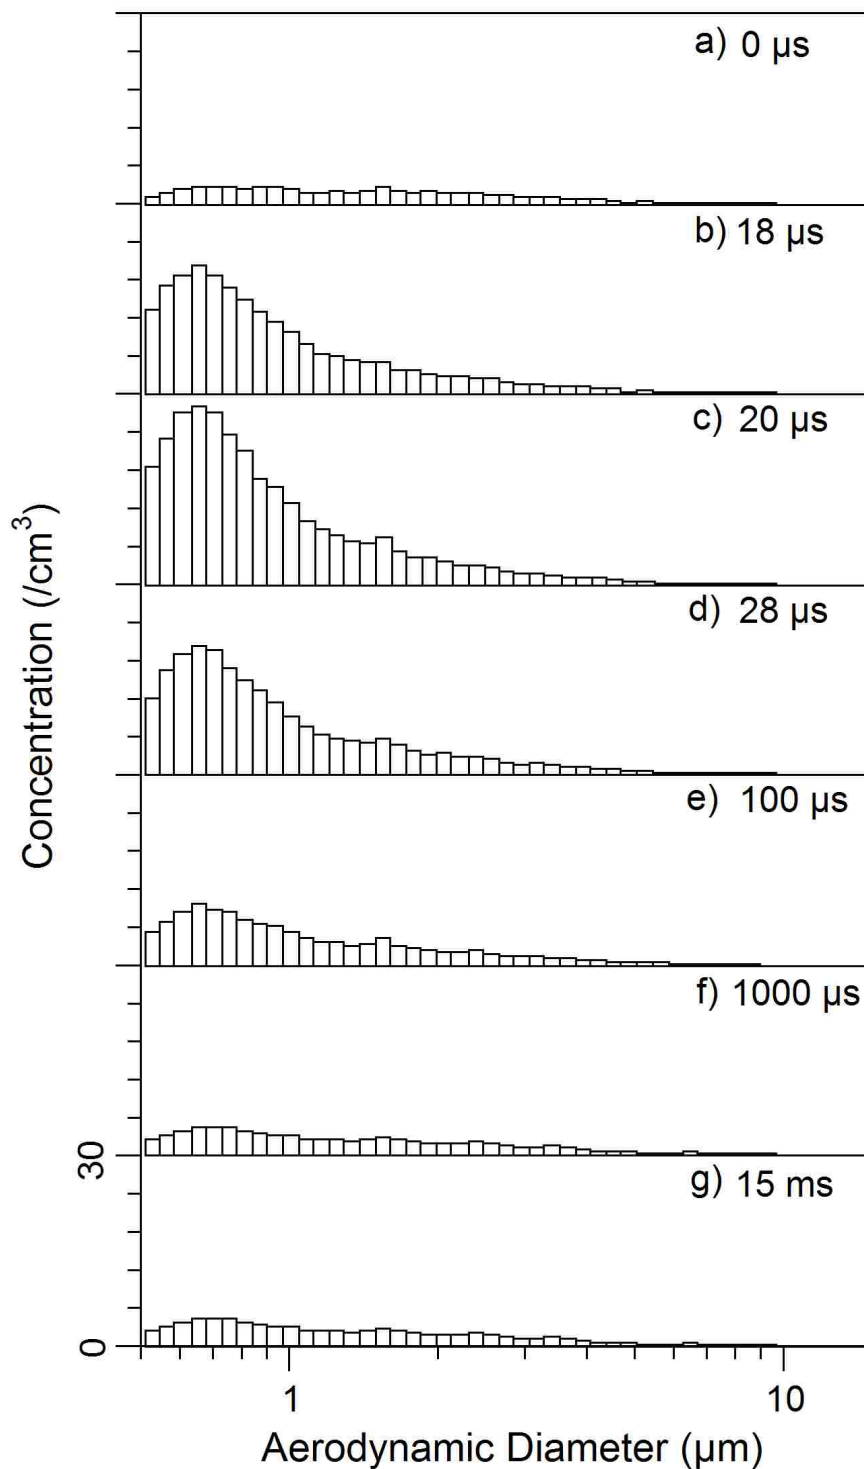 a) 0 µs
b) 18 µs
c) 20 µs
d) 28 µs
e) 100 µs
f) 1000 µs
g) 15 ms
Concentration (/cm³)
30
0
1 10
Aerodynamic Diameter (µm)